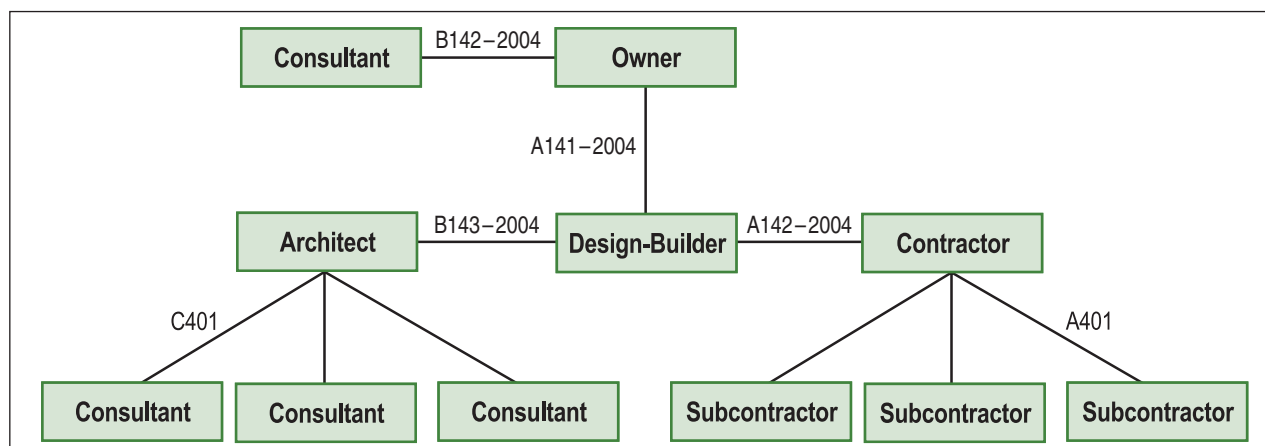 Consultant
B142–2004
Owner
A141–2004
Architect
B143–2004
Design-Builder
A142–2004
Contractor
C401
A401
Consultant
Consultant
Consultant
Subcontractor
Subcontractor
Subcontractor